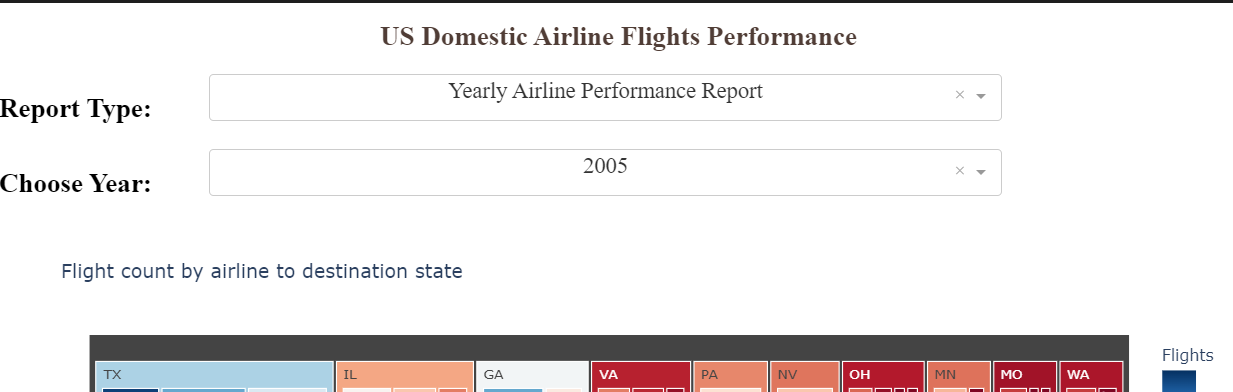 US Domestic Airline Flights Performance
Report Type:
Yearly Airline Performance Report
×
Choose Year:
2005
×
Flight count by airline to destination state
Flights
TX IL GA VA PA NV OH MN MO WA